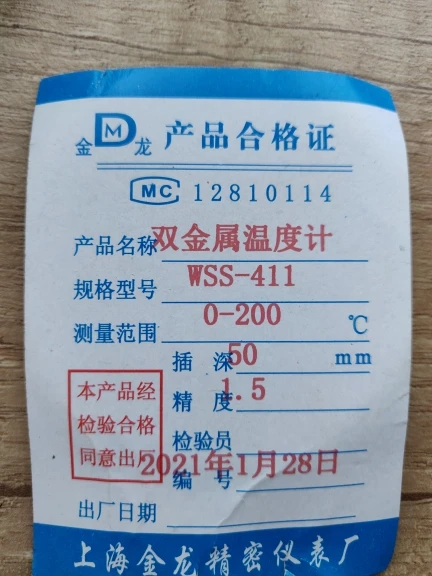 金 DM 龙 产品合格证
MC 12810114
产品名称 双金属温度计
规格型号 WSS-411
测量范围 0-200 ℃
插 深 50 mm
精 度 1.5
本产品经
检验合格
同意出厂
检验员
2021年1月28日
编 号
出厂日期
上海金龙精密仪表厂